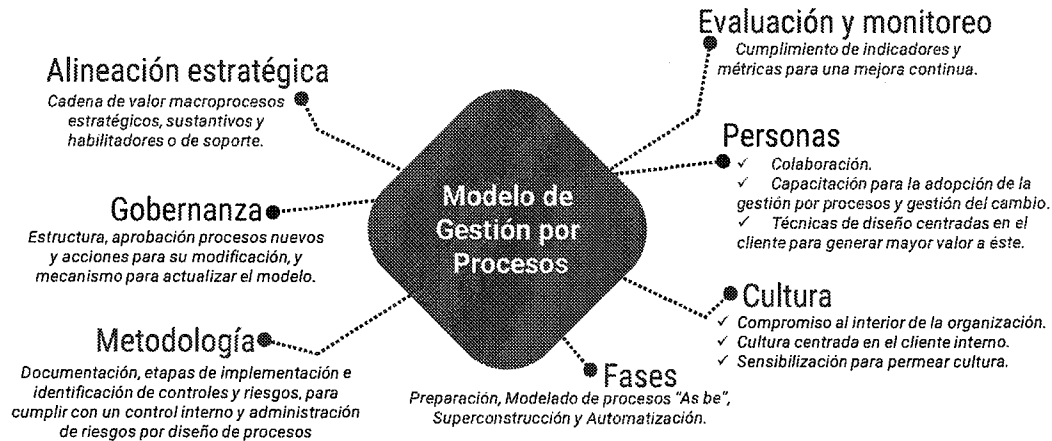 Alineación estratégica
Cadena de valor macroprocesos
estratégicos, sustantivos y
habilitadores o de soporte.
Gobernanza
Estructura, aprobación procesos nuevos
y acciones para su modificación, y
mecanismo para actualizar el modelo.
Metodología
Documentación, etapas de implementación e
identificación de controles y riesgos, para
cumplir con un control interno y administración
de riesgos por diseño de procesos
Modelo de
Gestión por
Procesos
Evaluación y monitoreo
Cumplimiento de indicadores y
métricas para una mejora continua.
Personas
✓ Colaboración.
✓ Capacitación para la adopción de la
gestión por procesos y gestión del cambio.
✓ Técnicas de diseño centradas en el
cliente para generar mayor valor a éste.
Cultura
✓ Compromiso al interior de la organización.
✓ Cultura centrada en el cliente interno.
✓ Sensibilización para permear cultura.
Fases
Preparación, Modelado de procesos "As be",
Superconstrucción y Automatización.